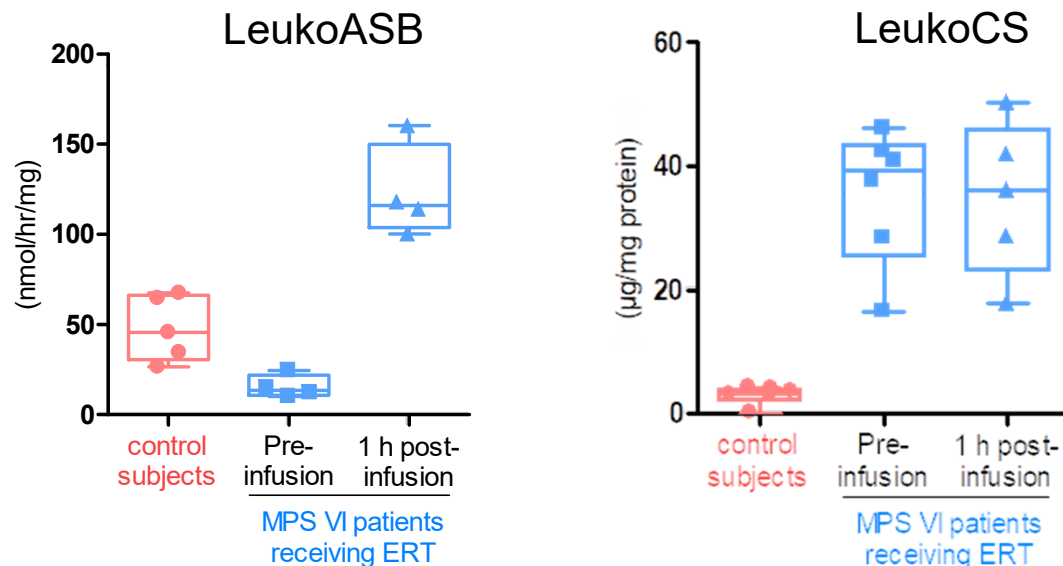 LeukoASB
200
150
100
50
0
(nmol/hr/mg)
control
subjects
Pre-
infusion
1 h post-
infusion
MPS VI patients
receiving ERT
LeukoCS
60
40
20
0
(µg/mg protein)
control
subjects
Pre-
infusion
1 h post-
infusion
MPS VI patients
receiving ERT